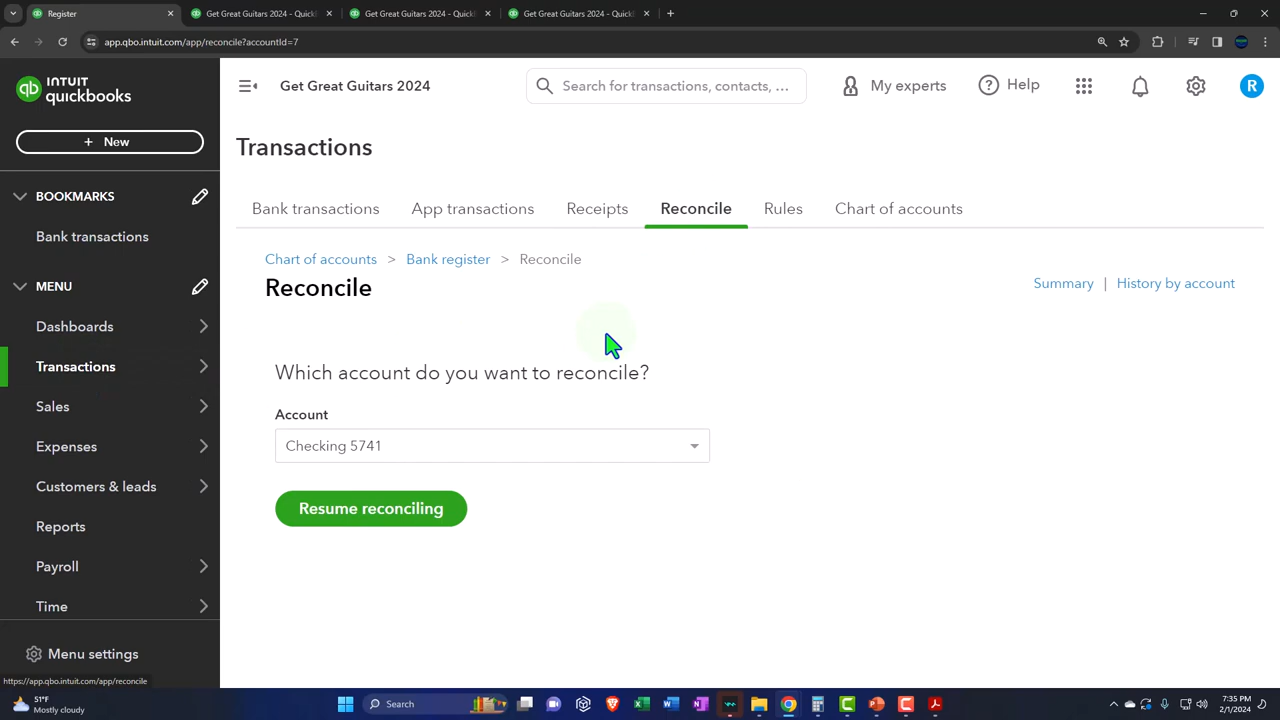 Register
Get Great Guitars 2024 - QuickB
Get Great Guitars 2024 - QuickB
Get Great Guitars 2024 - QuickB
app.qbo.intuit.com/app/reconcile?accountId=7
INTUIT
quickbooks
qb
Get Great Guitars 2024
Search for transactions, contacts, ...
My experts
Help
R
+ New
BOOKMARKS
Bank transactions
MENU
Dashboards
Transactions
Sales
Expenses
Customers & leads
Reports
Payroll
Time
Menu settings
Transactions
Bank transactions
App transactions
Receipts
Reconcile
Rules
Chart of accounts
Chart of accounts > Bank register > Reconcile
Reconcile
Summary | History by account
Which account do you want to reconcile?
Account
Checking 5741
Resume reconciling
https://app.qbo.intuit.com/app/reconcile
51°F
Mostly cloudy
Search
7:35 PM
2/1/2024